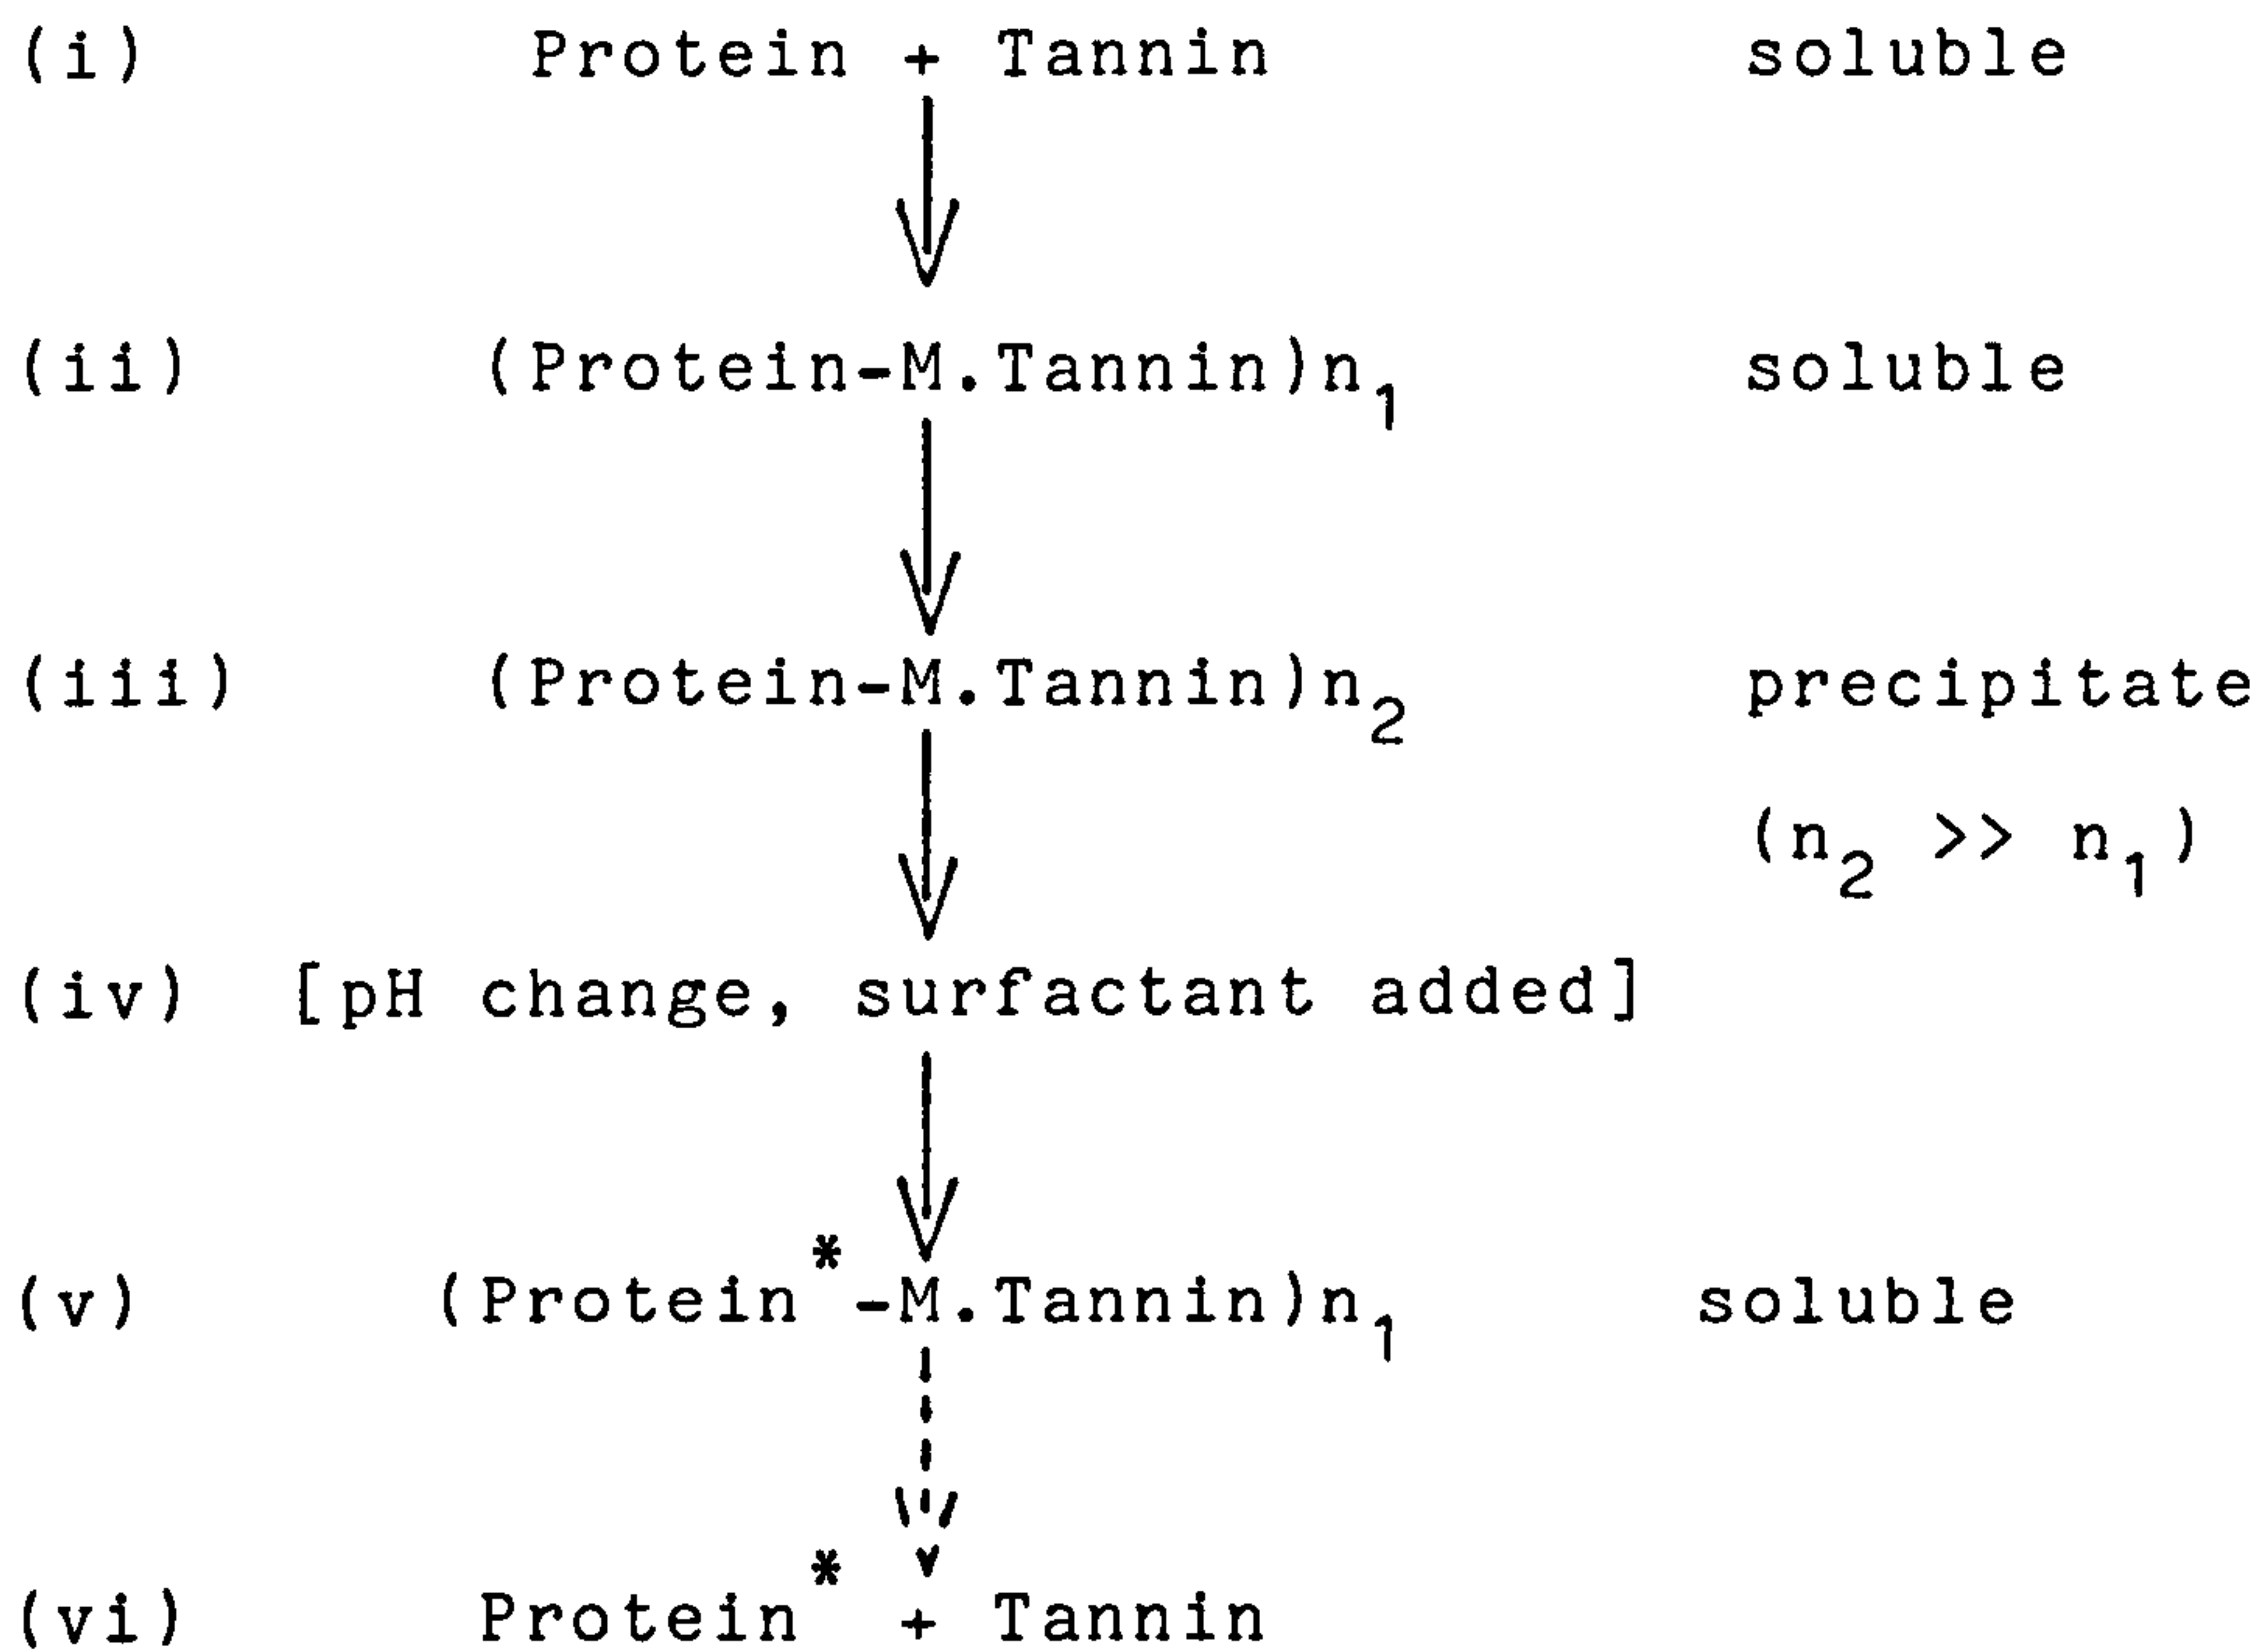 (i) Protein + Tannin soluble
(ii) (Protein-M.Tannin)n₁ soluble
(iii) (Protein-M.Tannin)n₂ precipitate
(n₂ >> n₁)
(iv) [pH change, surfactant added]
(v) (Protein*-M.Tannin)n₁ soluble
(vi) Protein* + Tannin